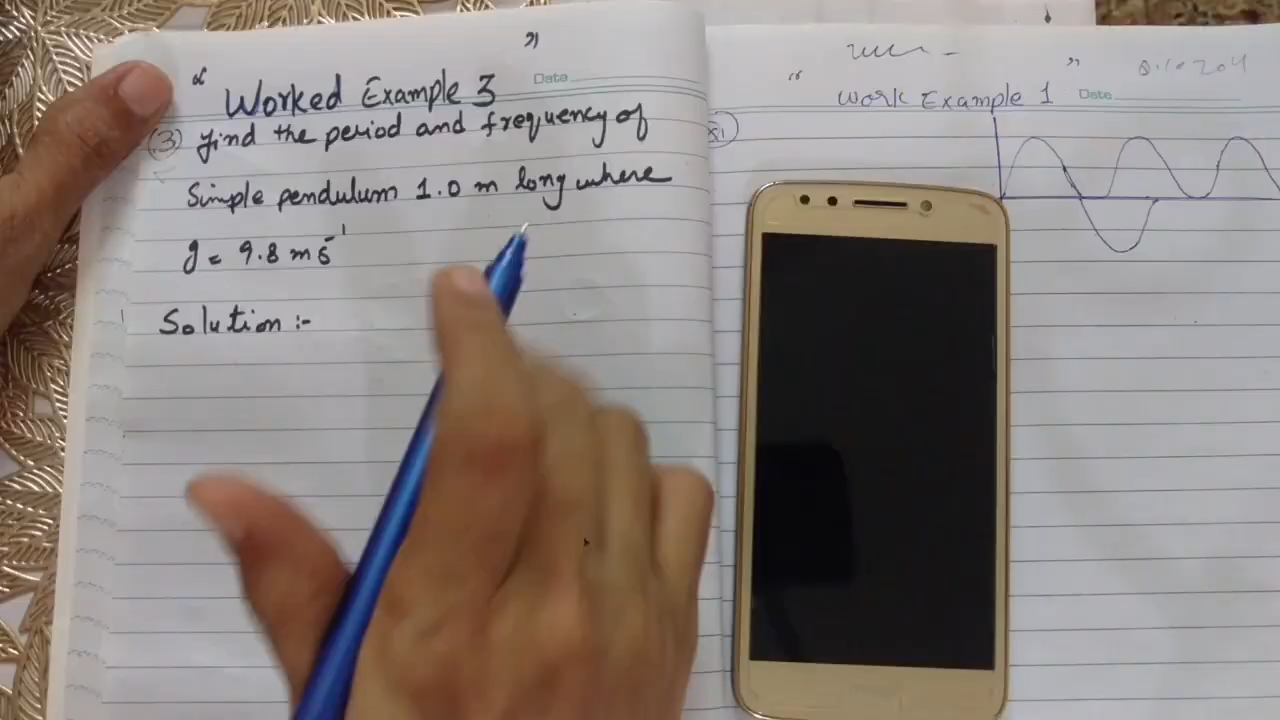 “ Worked Example 3 ”
Date
(3) find the period and frequency of
Simple pendulum 1.0 m long where
g = 9.8 m s⁻¹
Solution :-
“ Work Example 1 ”
Date